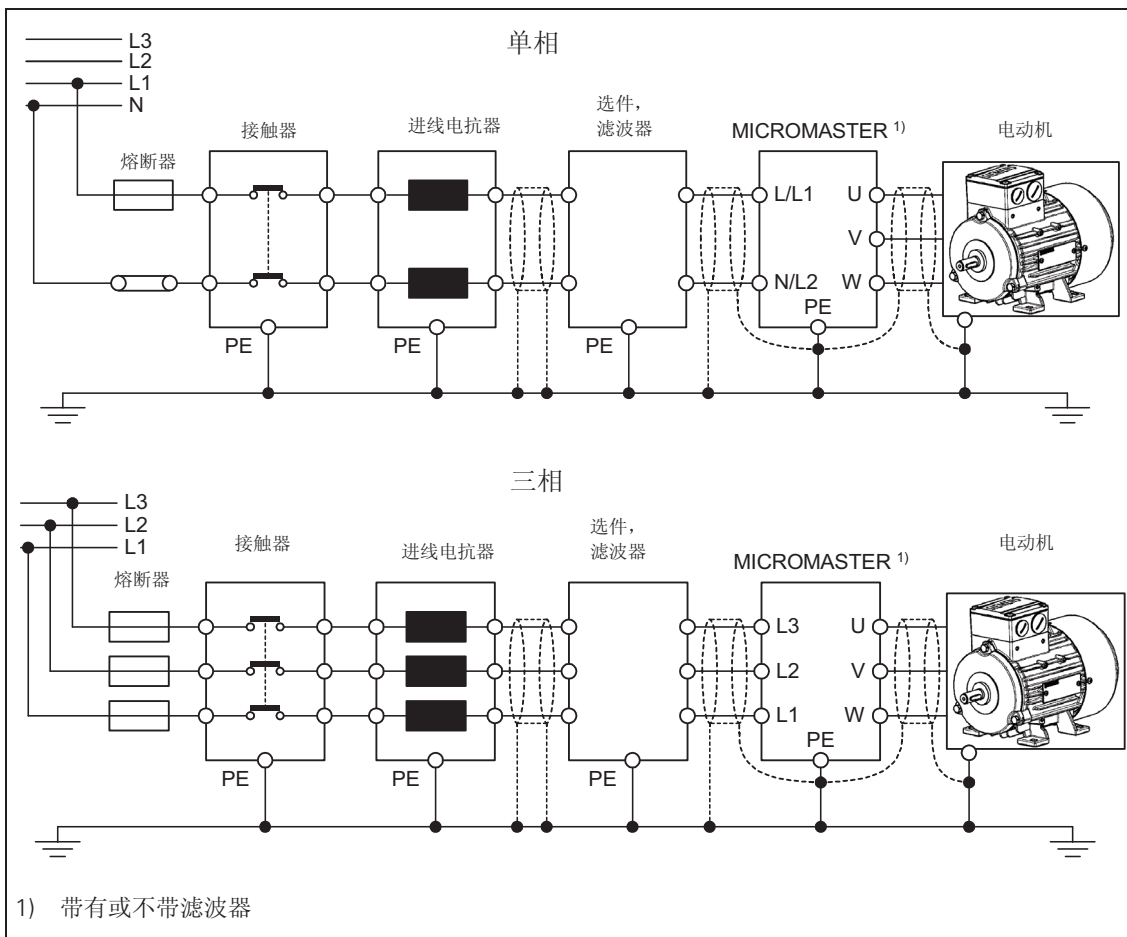 单相
L3
L2
L1
N
熔断器
接触器
进线电抗器
选件，
滤波器
MICROMASTER 1)
电动机
L/L1
N/L2
U
V
W
PE
PE
PE
PE
三相
L3
L2
L1
熔断器
接触器
进线电抗器
选件，
滤波器
MICROMASTER 1)
电动机
L3
L2
L1
U
V
W
PE
PE
PE
PE
1) 带有或不带滤波器